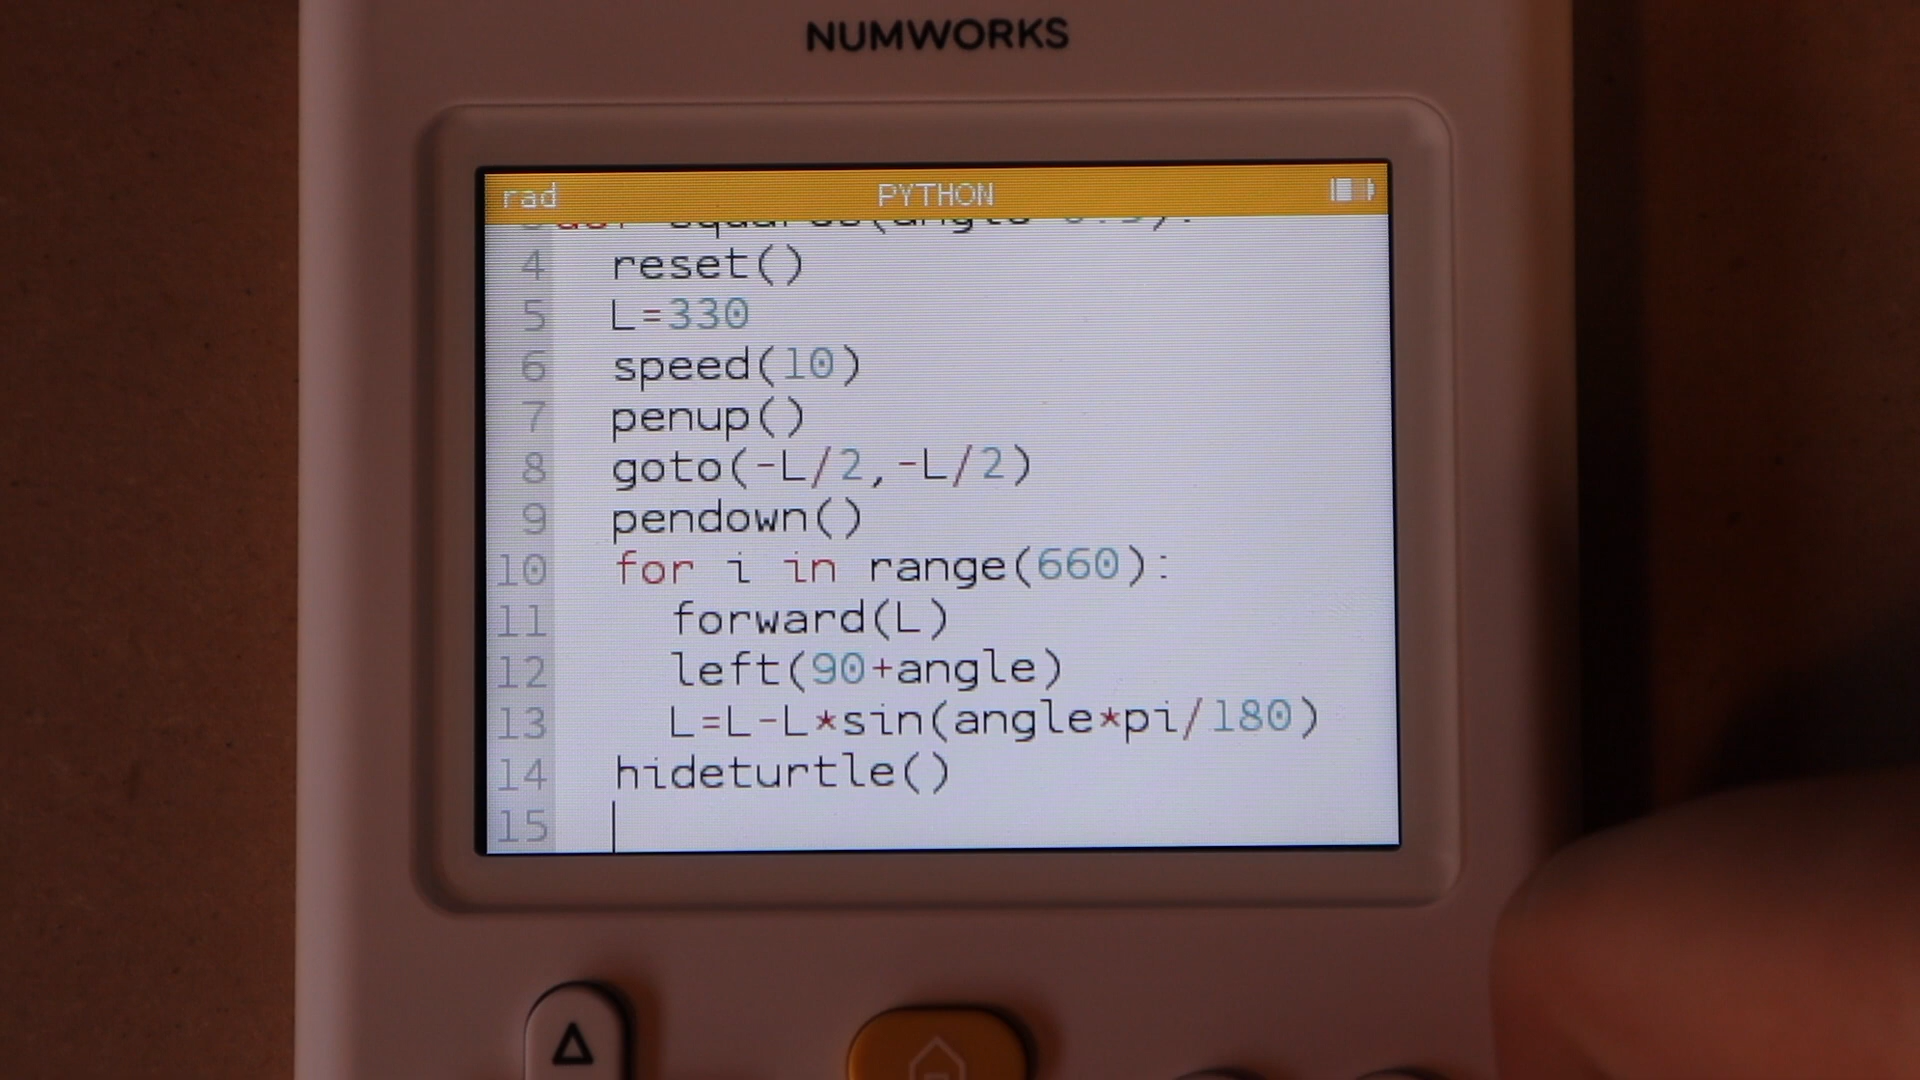 NUMWORKS
rad PYTHON
4 reset()
5 L=330
6 speed(10)
7 penup()
8 goto(-L/2,-L/2)
9 pendown()
10 for i in range(660):
11 forward(L)
12 left(90+angle)
13 L=L-L*sin(angle*pi/180)
14 hideturtle()
15